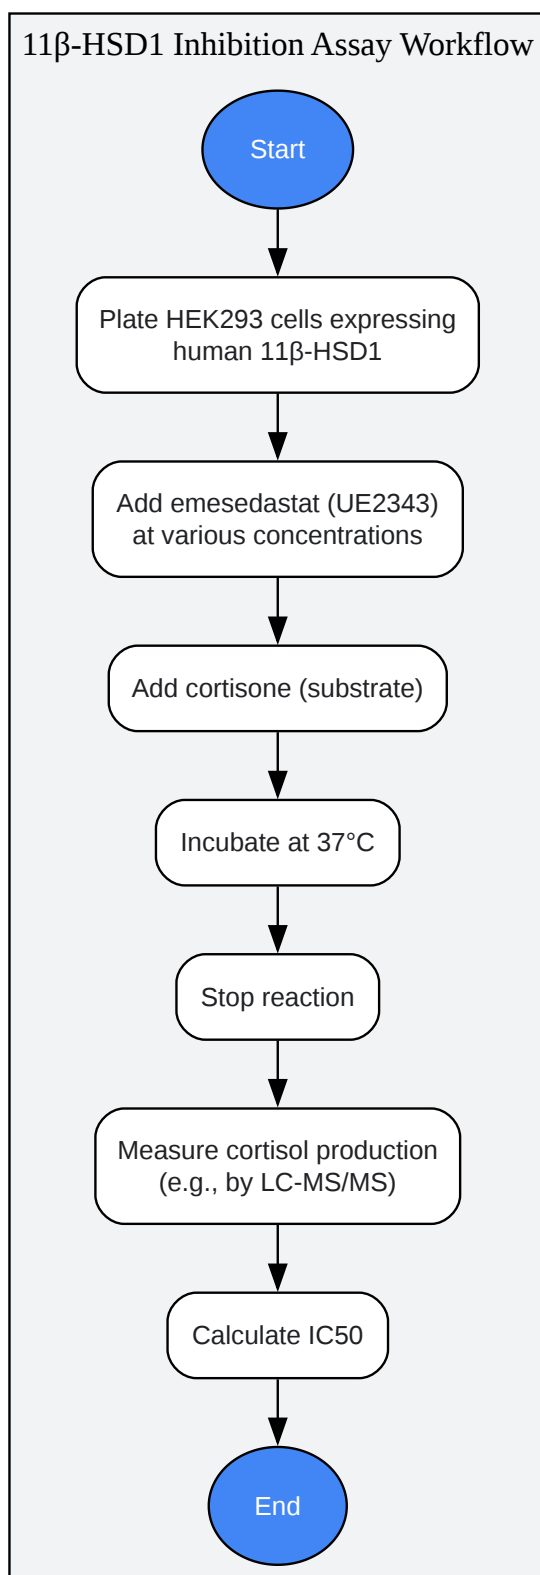 11β-HSD1 Inhibition Assay Workflow
Start
Plate HEK293 cells expressing
human 11β-HSD1
Add emesedastat (UE2343)
at various concentrations
Add cortisone (substrate)
Incubate at 37°C
Stop reaction
Measure cortisol production
(e.g., by LC-MS/MS)
Calculate IC50
End